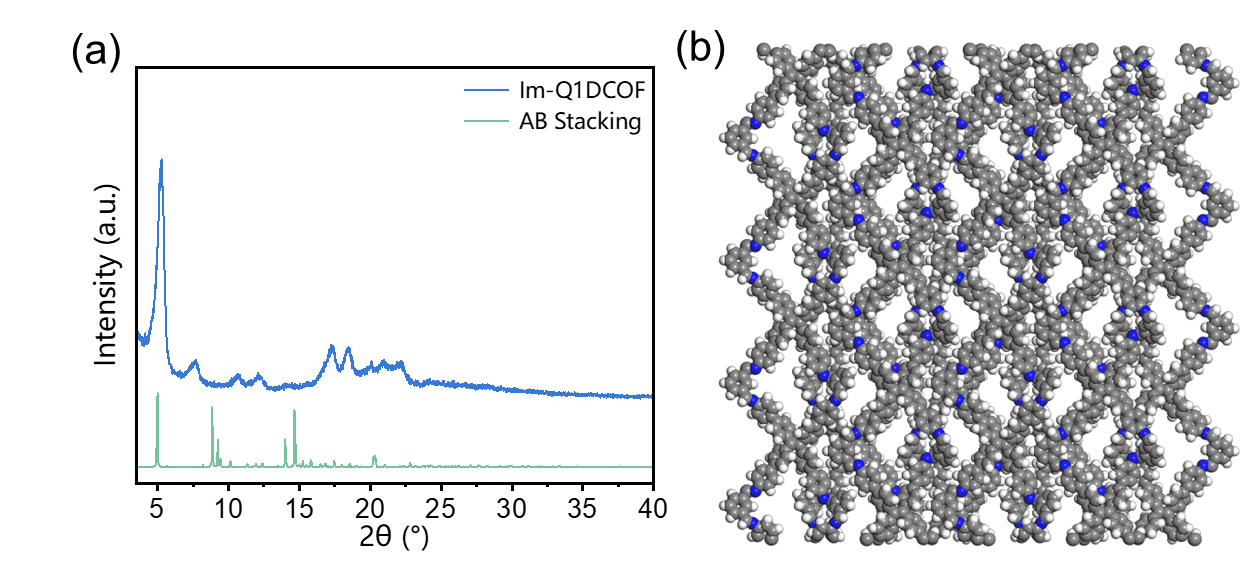 (a)
Im-Q1DCOF
AB Stacking
Intensity (a.u.)
5 10 15 20 25 30 35 40
2θ (°)
(b)